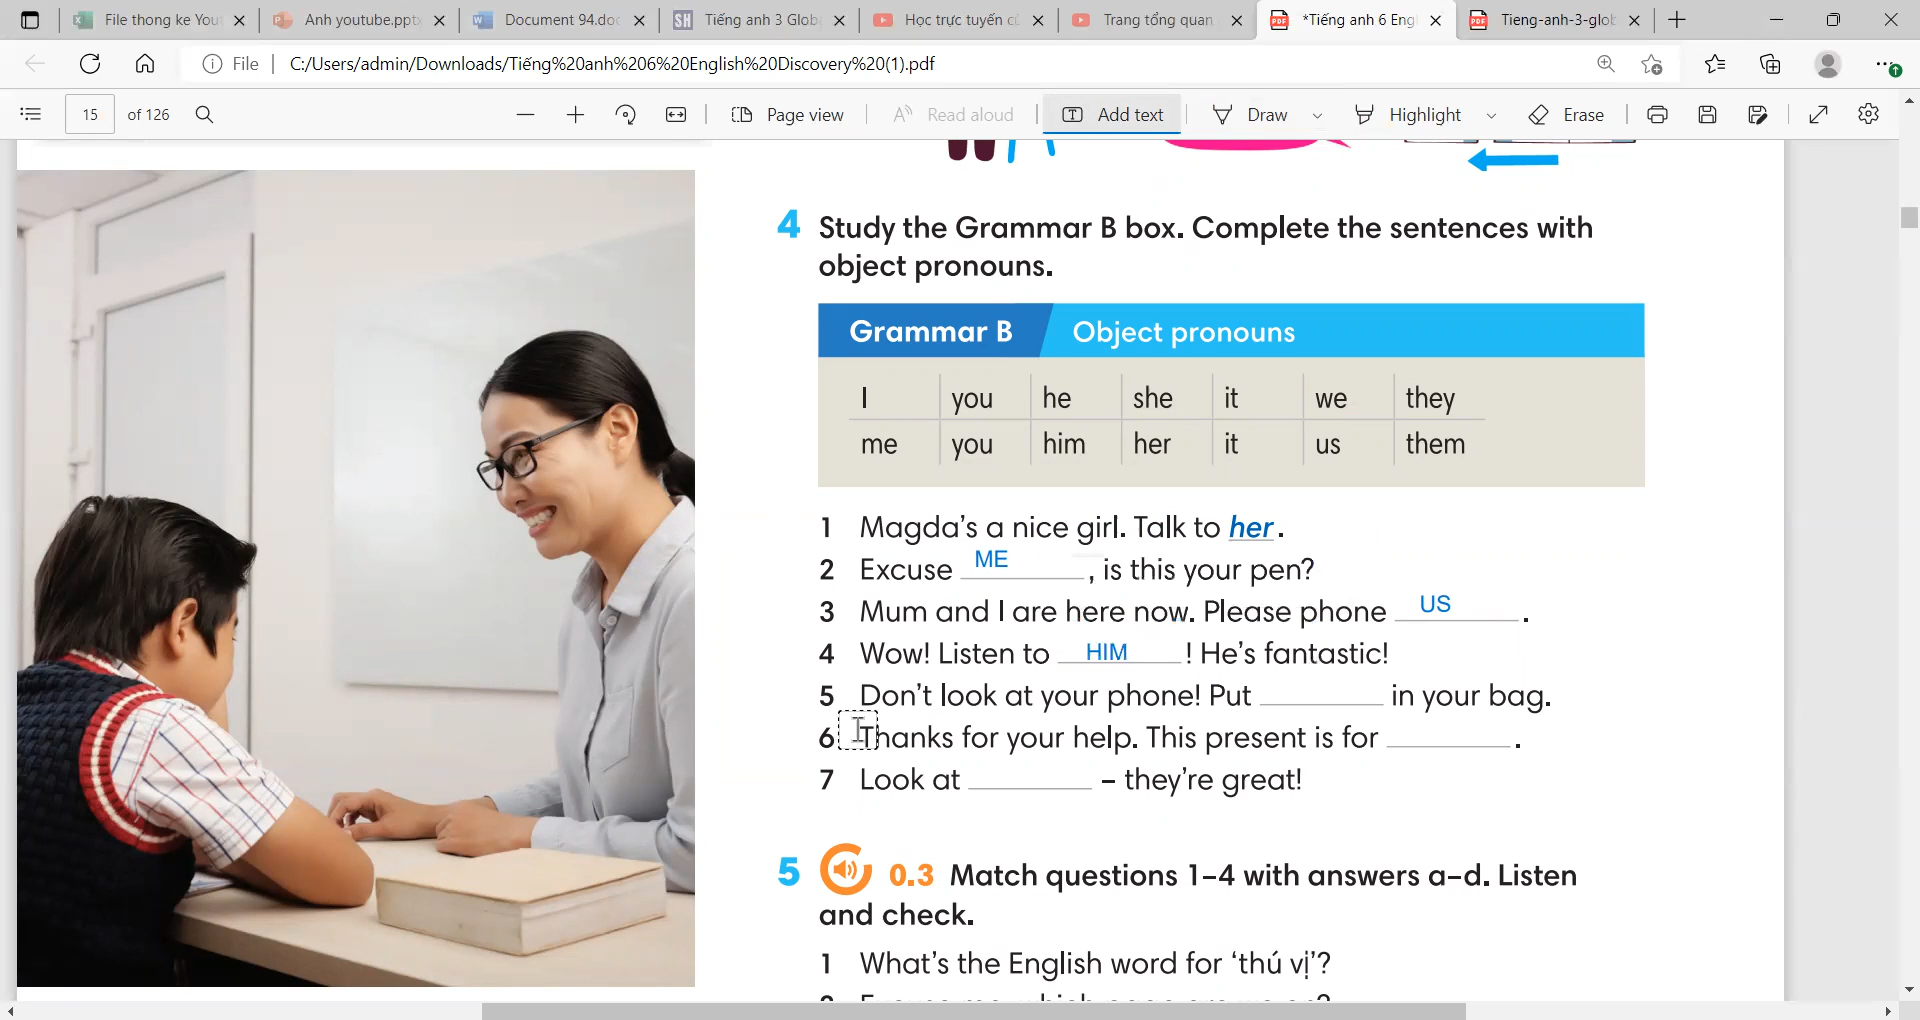 File thong ke You
Anh youtube.ppt
Document 94.doc
SH Tiếng anh 3 Glob
Học trực tuyến c
Trang tổng quan
PDF *Tiếng anh 6 Engl
PDF Tieng-anh-3-glob
File C:/Users/admin/Downloads/Tiếng%20anh%206%20English%20Discovery%20(1).pdf
15 of 126 Page view Read aloud Add text Draw Highlight Erase
4 Study the Grammar B box. Complete the sentences with
object pronouns.
Grammar B Object pronouns
I you he she it we they
me you him her it us them
1 Magda's a nice girl. Talk to her.
2 Excuse ME, is this your pen?
3 Mum and I are here now. Please phone US.
4 Wow! Listen to HIM! He's fantastic!
5 Don't look at your phone! Put ________ in your bag.
6 Thanks for your help. This present is for ________.
7 Look at ________ – they're great!
5 0.3 Match questions 1–4 with answers a–d. Listen
and check.
1 What's the English word for 'thú vị'?